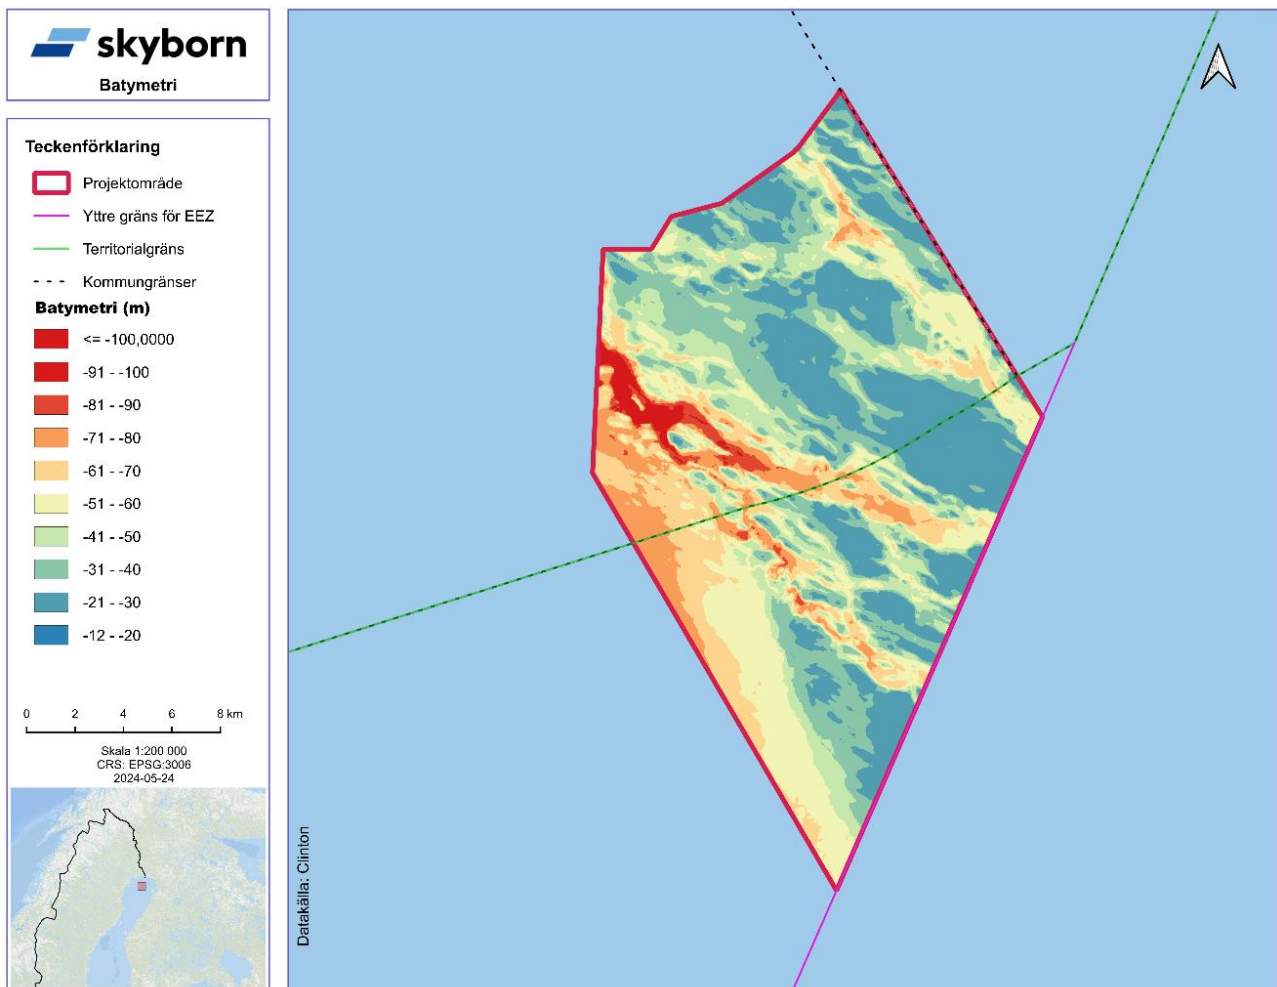 skyborn
Batymetri
Teckenförklaring
Projektområde
Yttre gräns för EEZ
Territorialgräns
Kommungränser
Batymetri (m)
<= -100,0000
-91 - -100
-81 - -90
-71 - -80
-61 - -70
-51 - -60
-41 - -50
-31 - -40
-21 - -30
-12 - -20
0 2 4 6 8 km
Skala 1:200 000
CRS: EPSG:3006
2024-05-24
Datakälla: Clinton